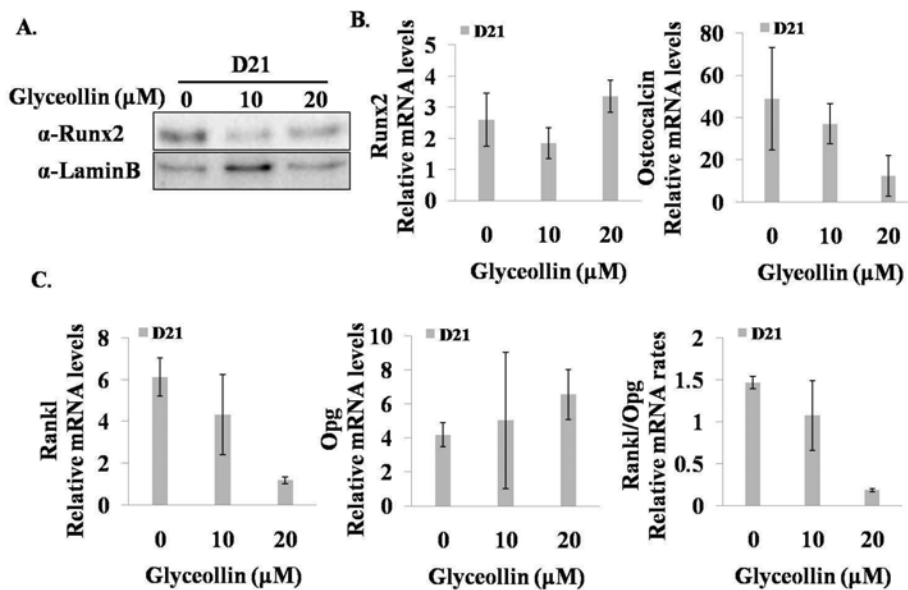 A.
D21
Glyceollin (µM)
0 10 20
α-Runx2
α-LaminB
B.
D21
Runx2
Relative mRNA levels
5
4
3
2
1
0
0 10 20
Glyceollin (µM)
D21
Osteocalcin
Relative mRNA levels
80
60
40
20
0
0 10 20
Glyeollin (µM)
C.
D21
Rankl
Relative mRNA levels
8
6
4
2
0
0 10 20
Glyceollin (µM)
D21
Opg
Relative mRNA levels
10
8
6
4
2
0
0 10 20
Glyceollin (µM)
D21
Rankl/Opg
Relative mRNA rates
2
1.5
1
0.5
0
0 10 20
Glyceollin (µM)